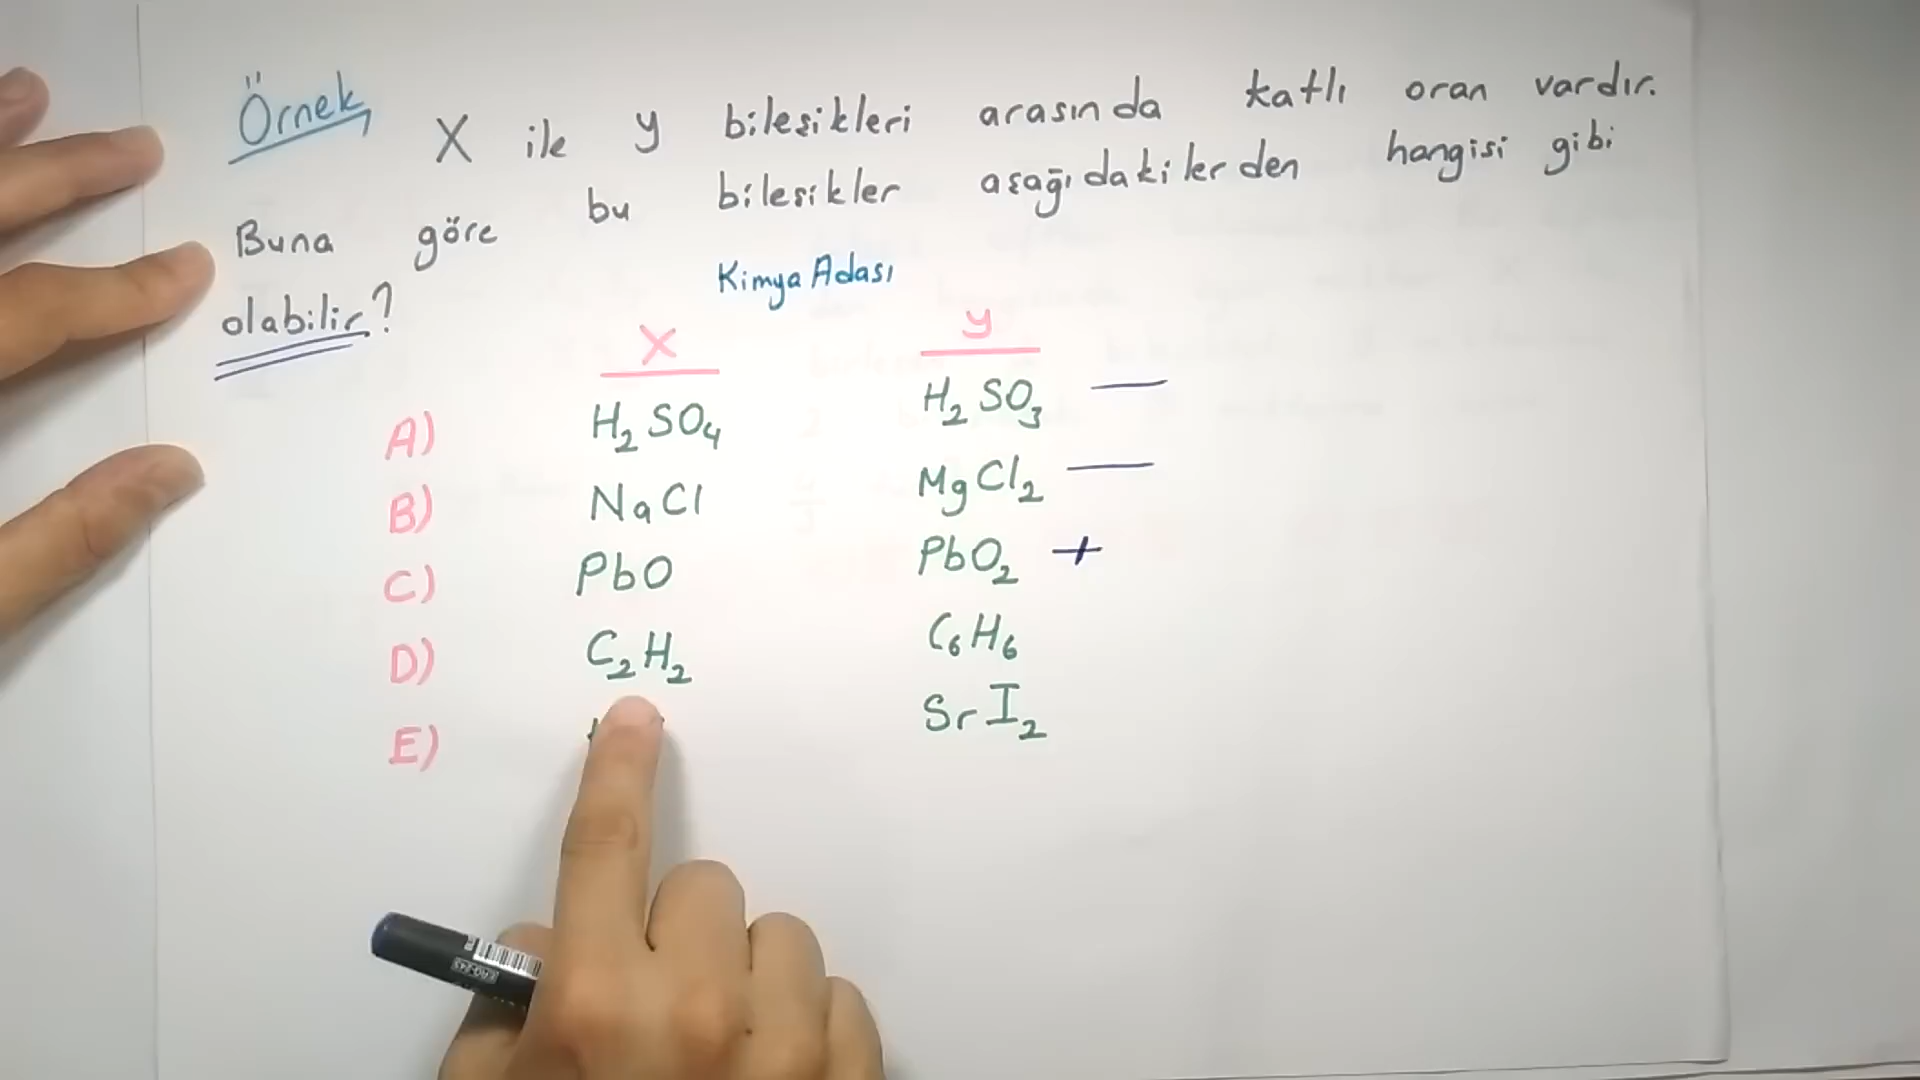 Örnek X ile y bileşikleri arasında katlı oran vardır.
Buna göre bu bileşikler aşağıdakilerden hangisi gibi
olabilir?
Kimya Adası
X y
A) H₂SO₄ H₂SO₃ —
B) NaCl MgCl₂ —
C) PbO PbO₂ +
D) C₂H₂ C₆H₆
E) SrI₂